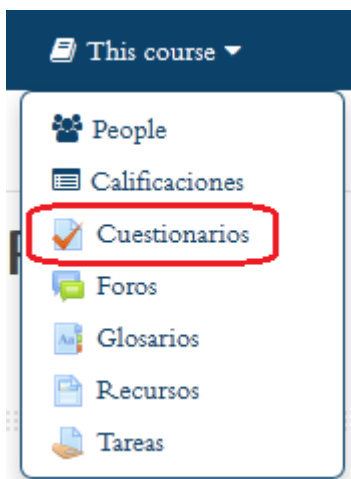 This course
People
Calificaciones
Cuestionarios
Foros
Glosarios
Recursos
Tareas